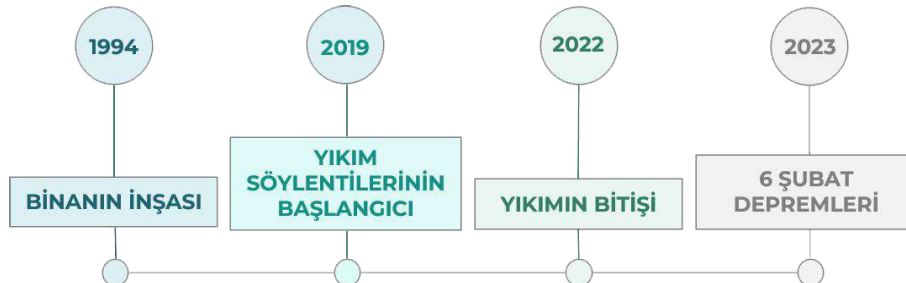 1994
2019
2022
2023
BİNANIN İNŞASI
YIKIM
SÖYLENTİLERİNİN
BAŞLANGICI
YIKIMIN BİTİŞİ
6 ŞUBAT
DEPREMLERİ